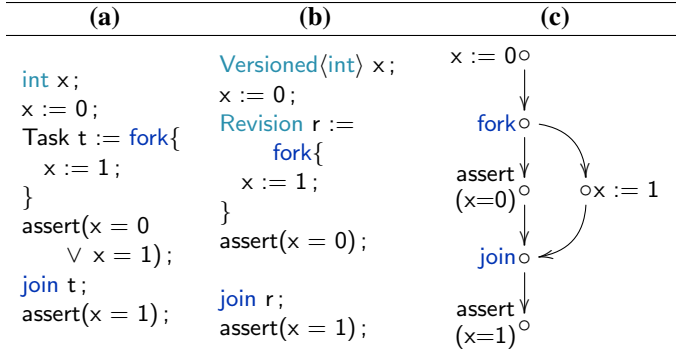 (a)
int x;
x := 0;
Task t := fork{
x := 1;
}
assert(x = 0
∨ x = 1);
join t;
assert(x = 1);
(b)
Versioned⟨int⟩ x;
x := 0;
Revision r :=
fork{
x := 1;
}
assert(x = 0);
join r;
assert(x = 1);
(c)
x := 0
fork
assert
(x=0)
x := 1
join
assert
(x=1)